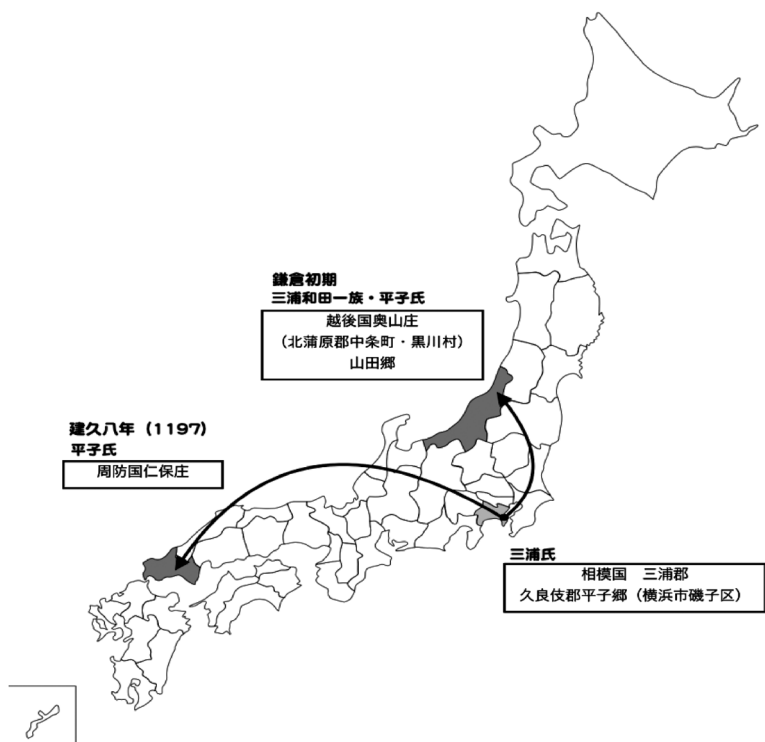 鎌倉初期
三浦和田一族・平子氏
越後国奥山庄
（北蒲原郡中条町・黒川村）
山田郷
建久八年（1197）
平子氏
周防国仁保庄
三浦氏
相模国　三浦郡
久良伎郡平子郷（横浜市磯子区）